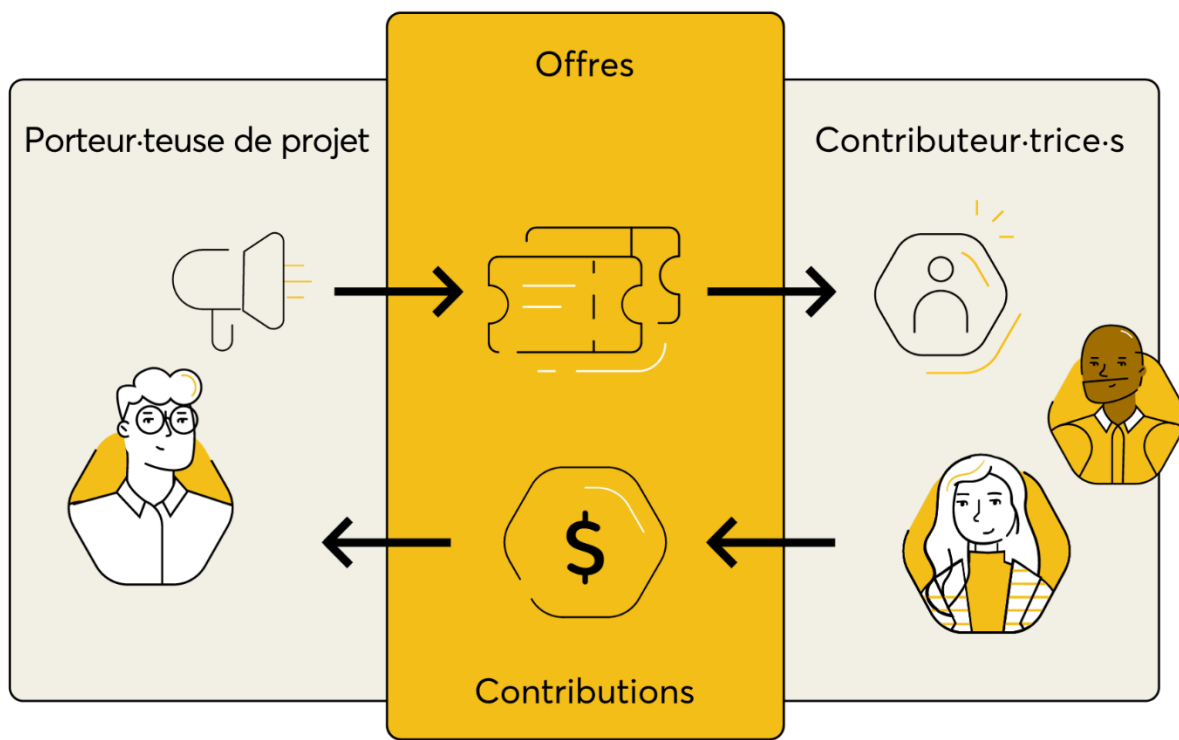 Offres
Porteur·teuse de projet
Contributeur·trice·s
$
Contributions